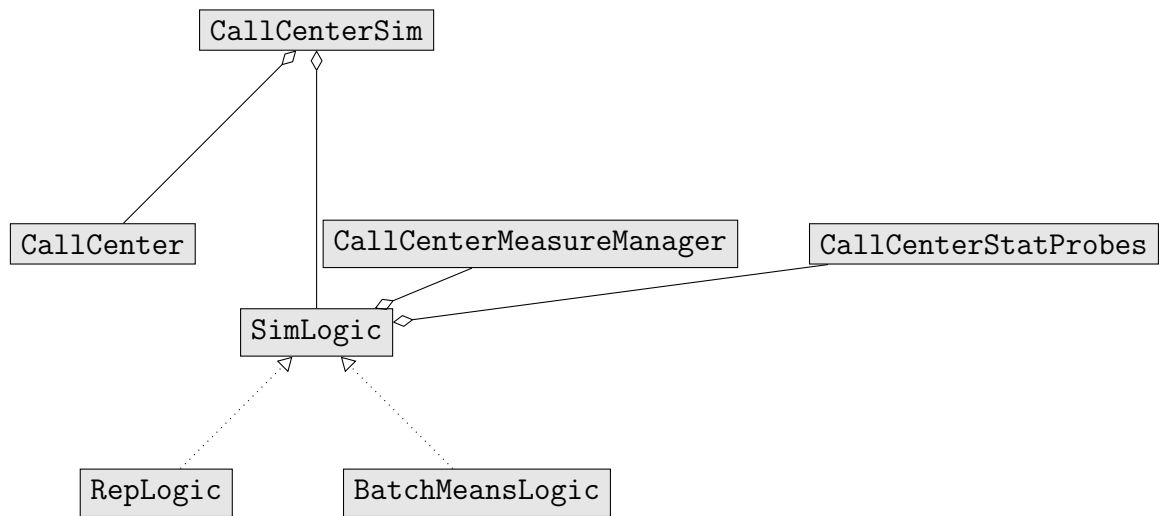 CallCenterSim
CallCenter
CallCenterMeasureManager
CallCenterStatProbes
SimLogic
RepLogic
BatchMeansLogic